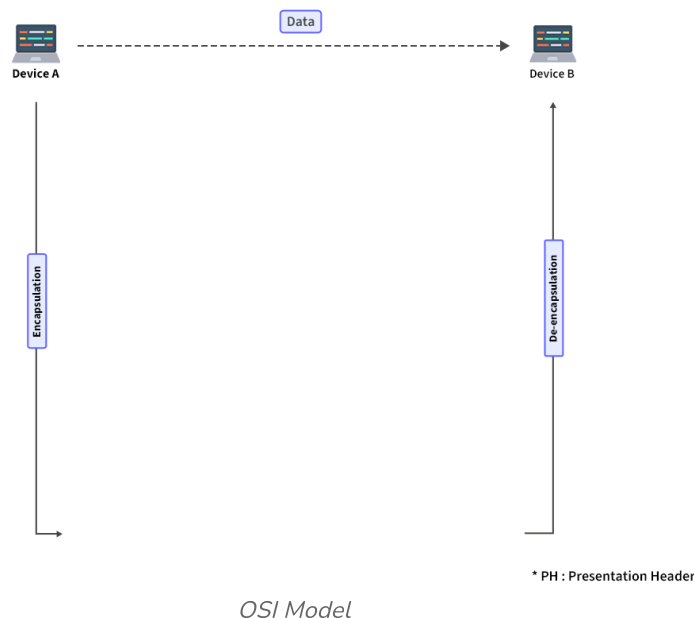 Data
Device A
Device B
Encapsulation
De-encapsulation
* PH : Presentation Header
OSI Model